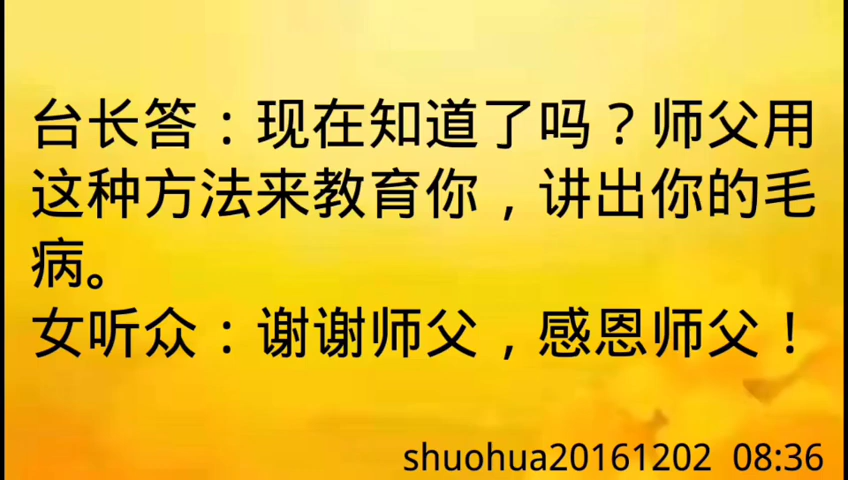 台长答：现在知道了吗？师父用
这种方法来教育你，讲出你的毛
病。
女听众：谢谢师父，感恩师父！
shuohua20161202 08:36